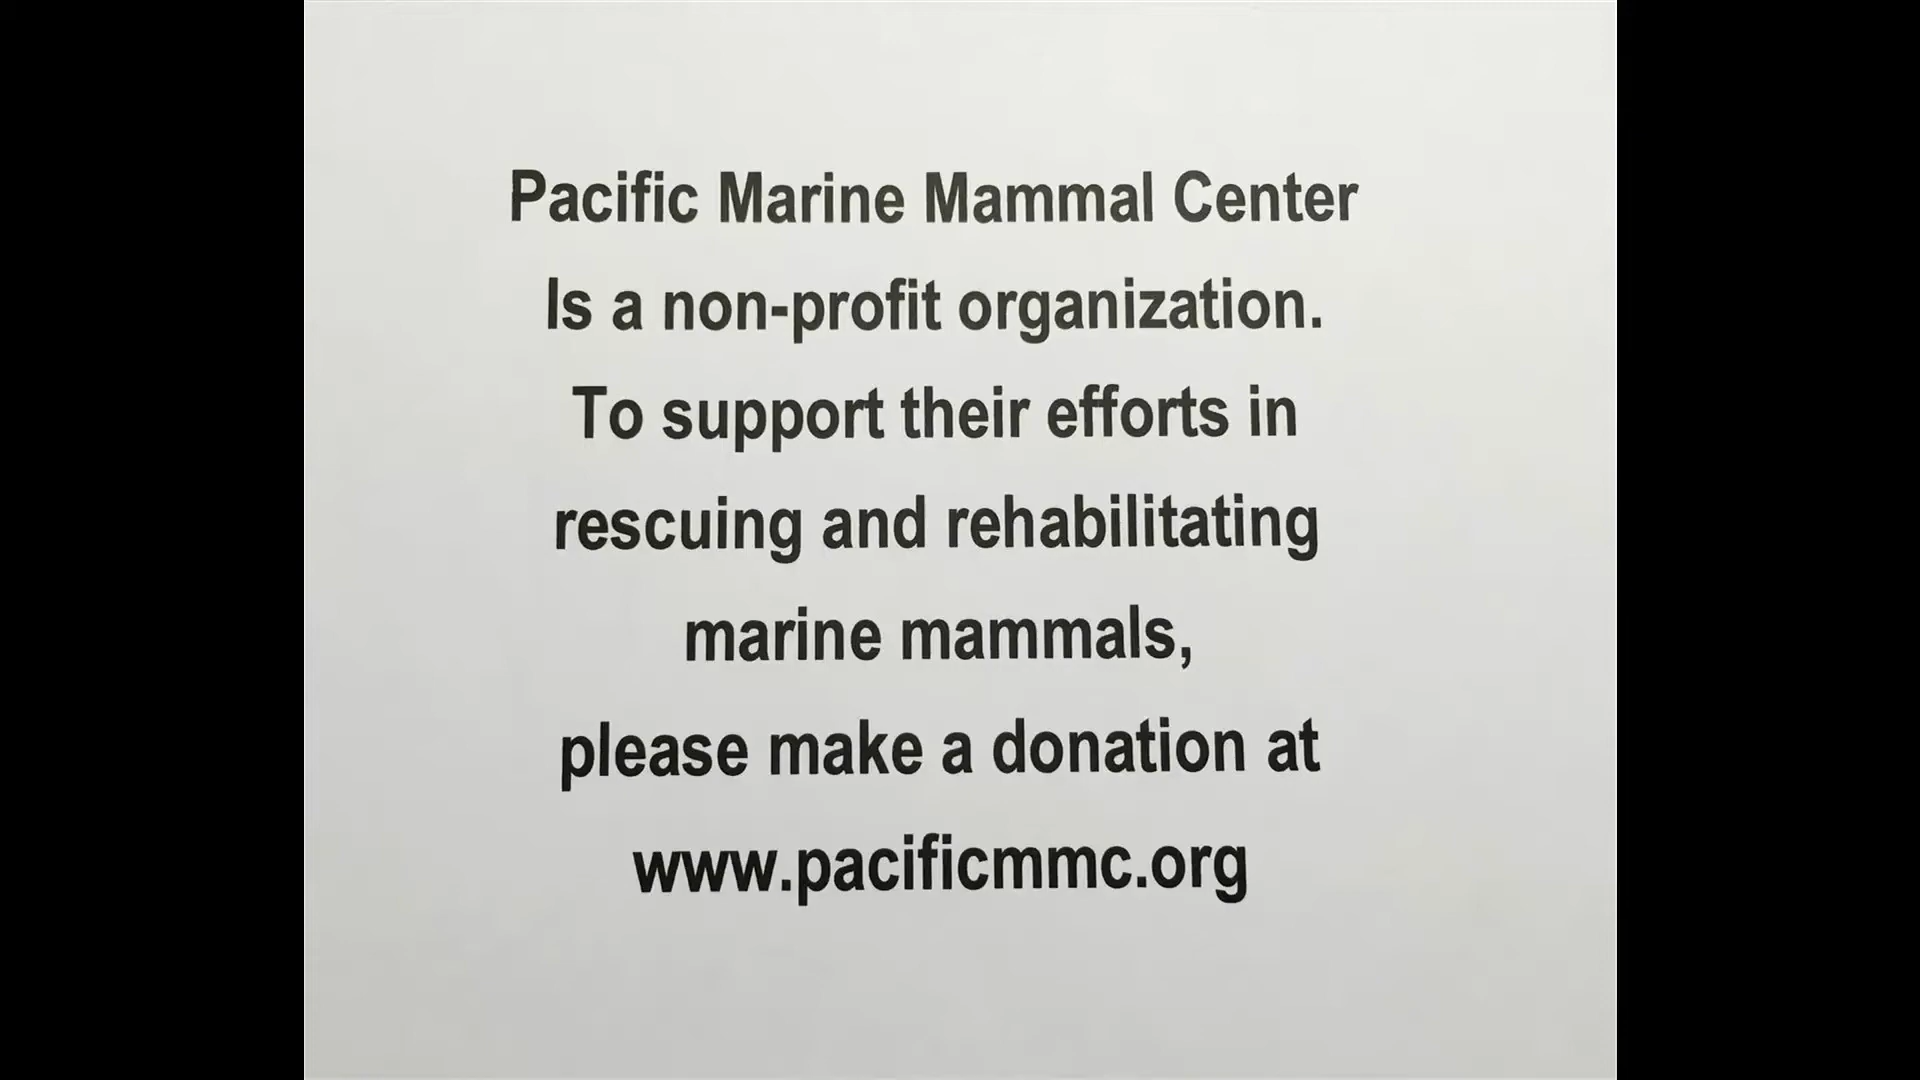 Pacific Marine Mammal Center
Is a non-profit organization.
To support their efforts in
rescuing and rehabilitating
marine mammals,
please make a donation at
www.pacificmmc.org